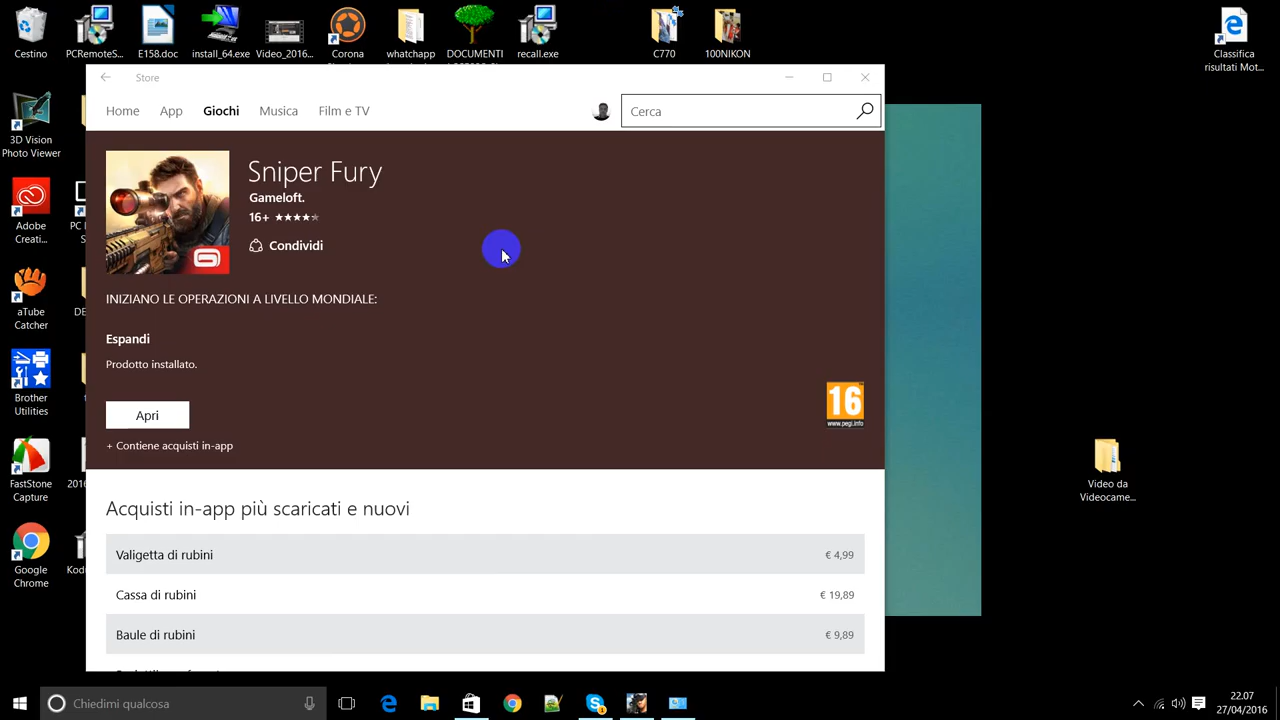 Cestino
PCRemoteS...
E158.doc
install_64.exe
Video_2016...
Corona
whatchapp
DOCUMENTI
recall.exe
C770
100NIKON
Classifica
risultati Mot...
3D Vision
Photo Viewer
Adobe
Creati...
aTube
Catcher
Brother
Utilities
FastStone
Capture
Google
Chrome
Store
Home App Giochi Musica Film e TV
Cerca
Sniper Fury
Gameloft.
16+
Condividi
INIZIANO LE OPERAZIONI A LIVELLO MONDIALE:
Espandi
Prodotto installato.
Apri
+ Contiene acquisti in-app
16
www.pegi.info
Acquisti in-app più scaricati e nuovi
Valigetta di rubini € 4,99
Cassa di rubini € 19,89
Baule di rubini € 9,89
Video da
Videocame...
Chiedimi qualcosa
22.07
27/04/2016